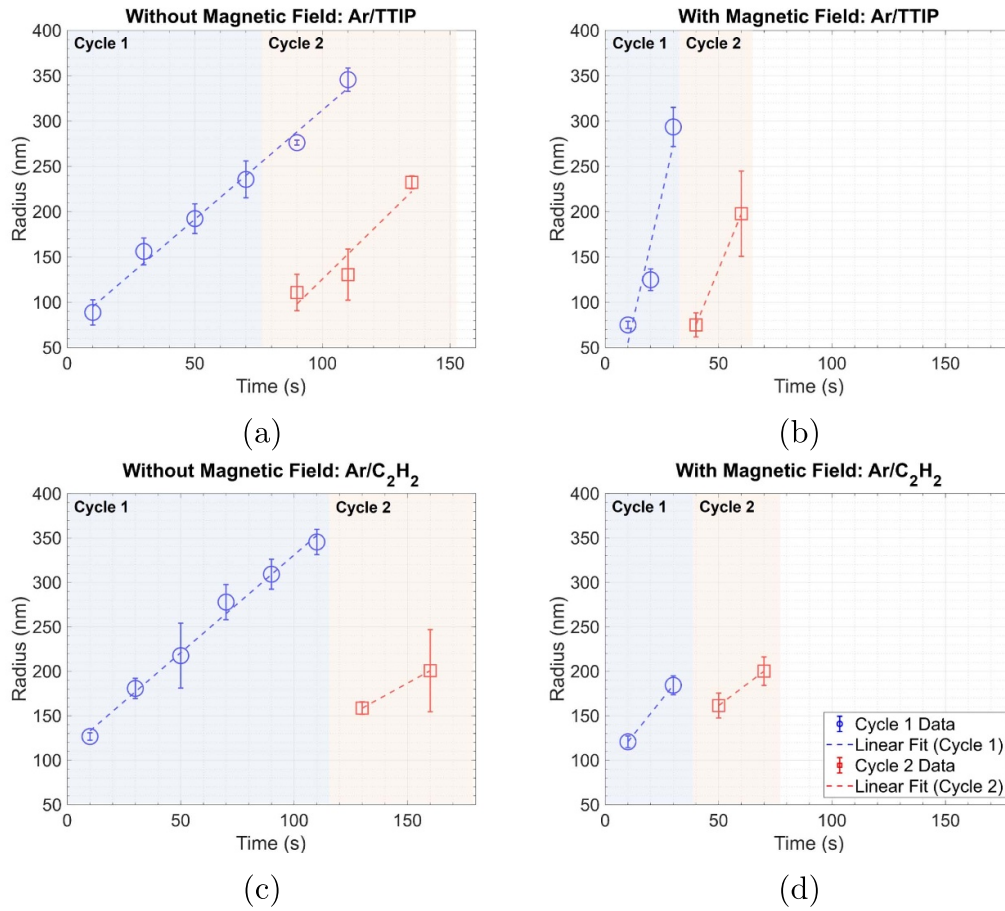 Without Magnetic Field: Ar/TTIP
Cycle 1
Cycle 2
400
350
300
250
200
150
100
50
Radius (nm)
0
50
100
150
Time (s)
(a)
With Magnetic Field: Ar/TTIP
Cycle 1
Cycle 2
400
350
300
250
200
150
100
50
Radius (nm)
0
50
100
150
Time (s)
(b)
Without Magnetic Field: Ar/C₂H₂
Cycle 1
Cycle 2
400
350
300
250
200
150
100
50
Radius (nm)
0
50
100
150
Time (s)
(c)
With Magnetic Field: Ar/C₂H₂
Cycle 1
Cycle 2
400
350
300
250
200
150
100
50
Radius (nm)
0
50
100
150
Time (s)
Cycle 1 Data
Linear Fit (Cycle 1)
Cycle 2 Data
Linear Fit (Cycle 2)
(d)